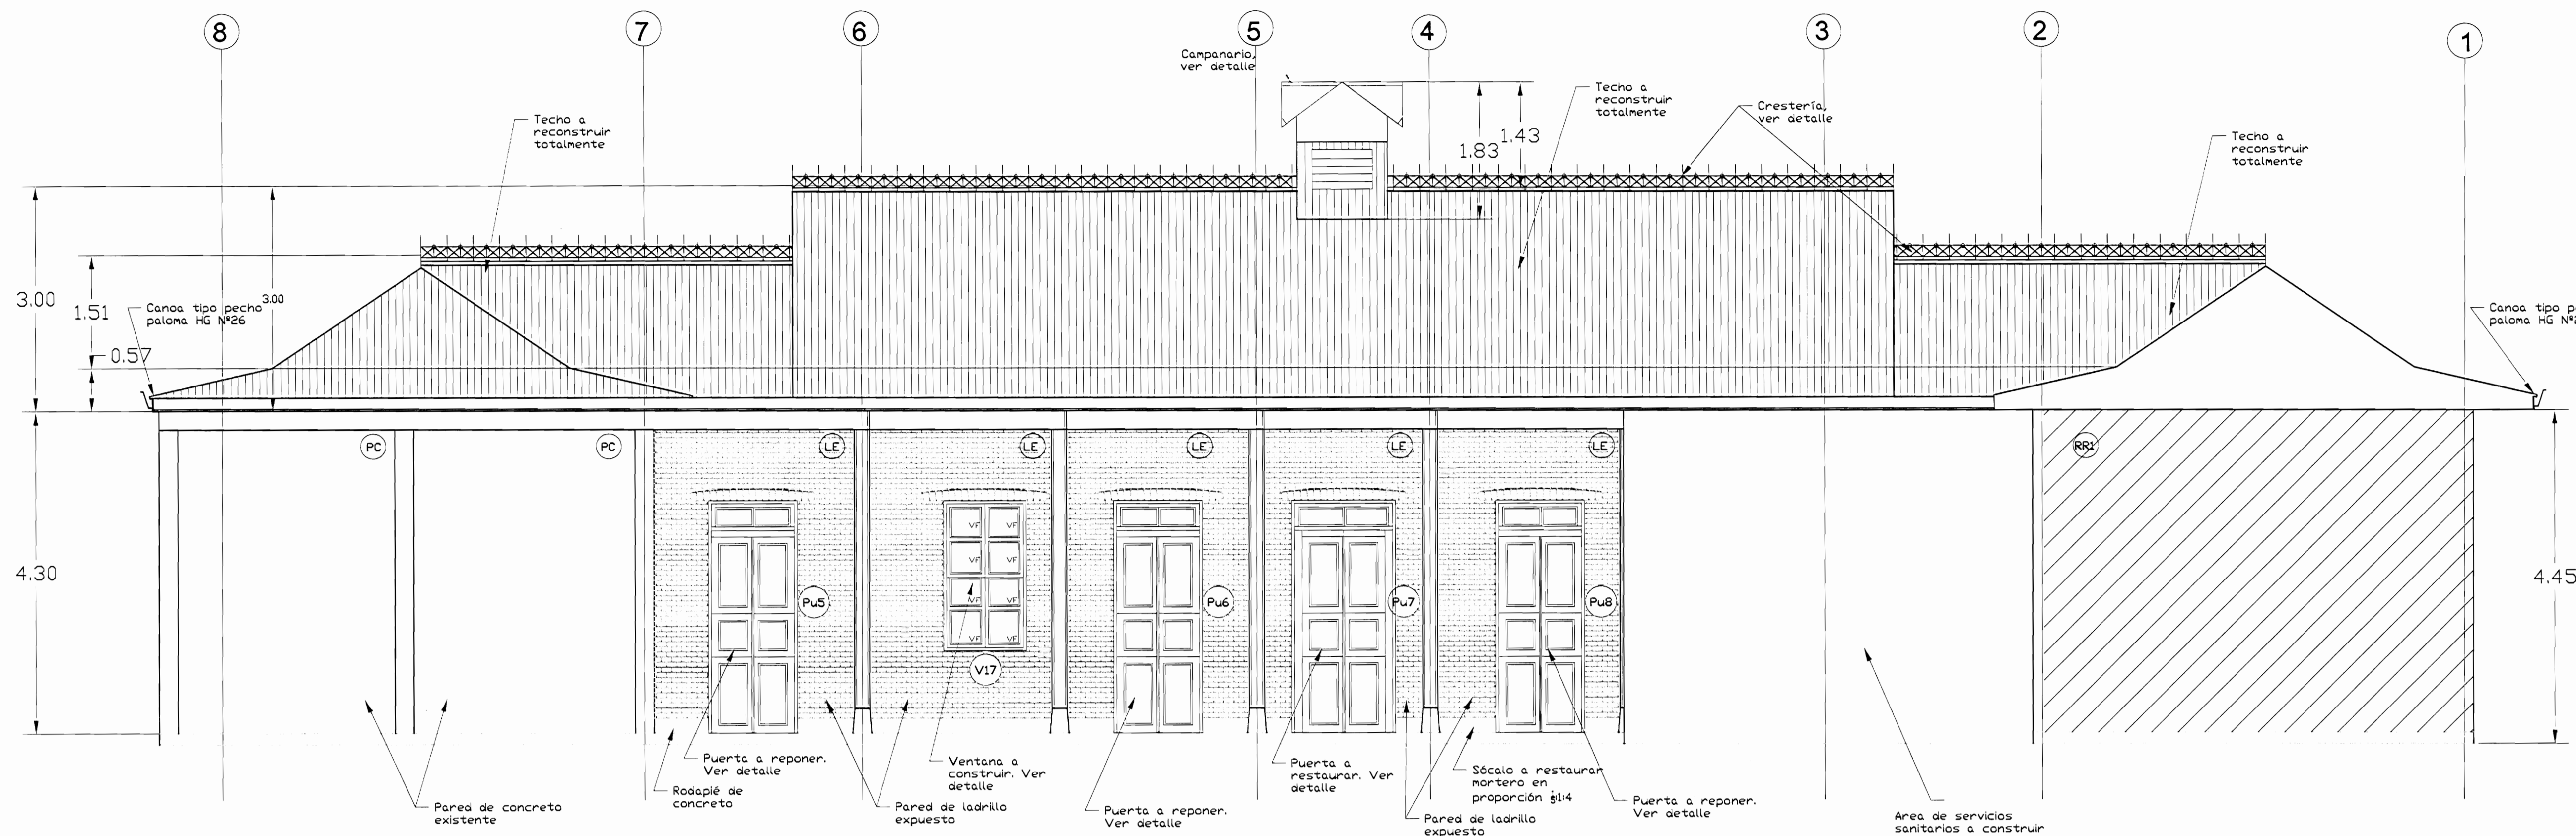 8
7
6
5
4
3
2
1
Campanario,
ver detalle
Techo a
reconstruir
totalmente
Techo a
reconstruir
totalmente
Crestería,
ver detalle
Techo a
reconstruir
totalmente
1.83
1.43
3.00
1.51
0.57
3.00
Canoa tipo pecho
paloma HG Nº26
Canoa tipo
paloma HG
4.30
4.45
PC
PC
LE
LE
LE
LE
LE
RR1
VF VF
VF VF
VF VF
VF VF
Pu5
Pu6
Pu7
Pu8
V17
Puerta a reponer.
Ver detalle
Rodapié de
concreto
Pared de concreto
existente
Ventana a
construir. Ver
detalle
Pared de ladrillo
expuesto
Puerta a reponer.
Ver detalle
Puerta a
restaurar. Ver
detalle
Sócalo a restaurar
mortero en
proporción
Pared de ladrillo
expuesto
Puerta a reponer.
Ver detalle
Area de servicios
sanitarios a construir